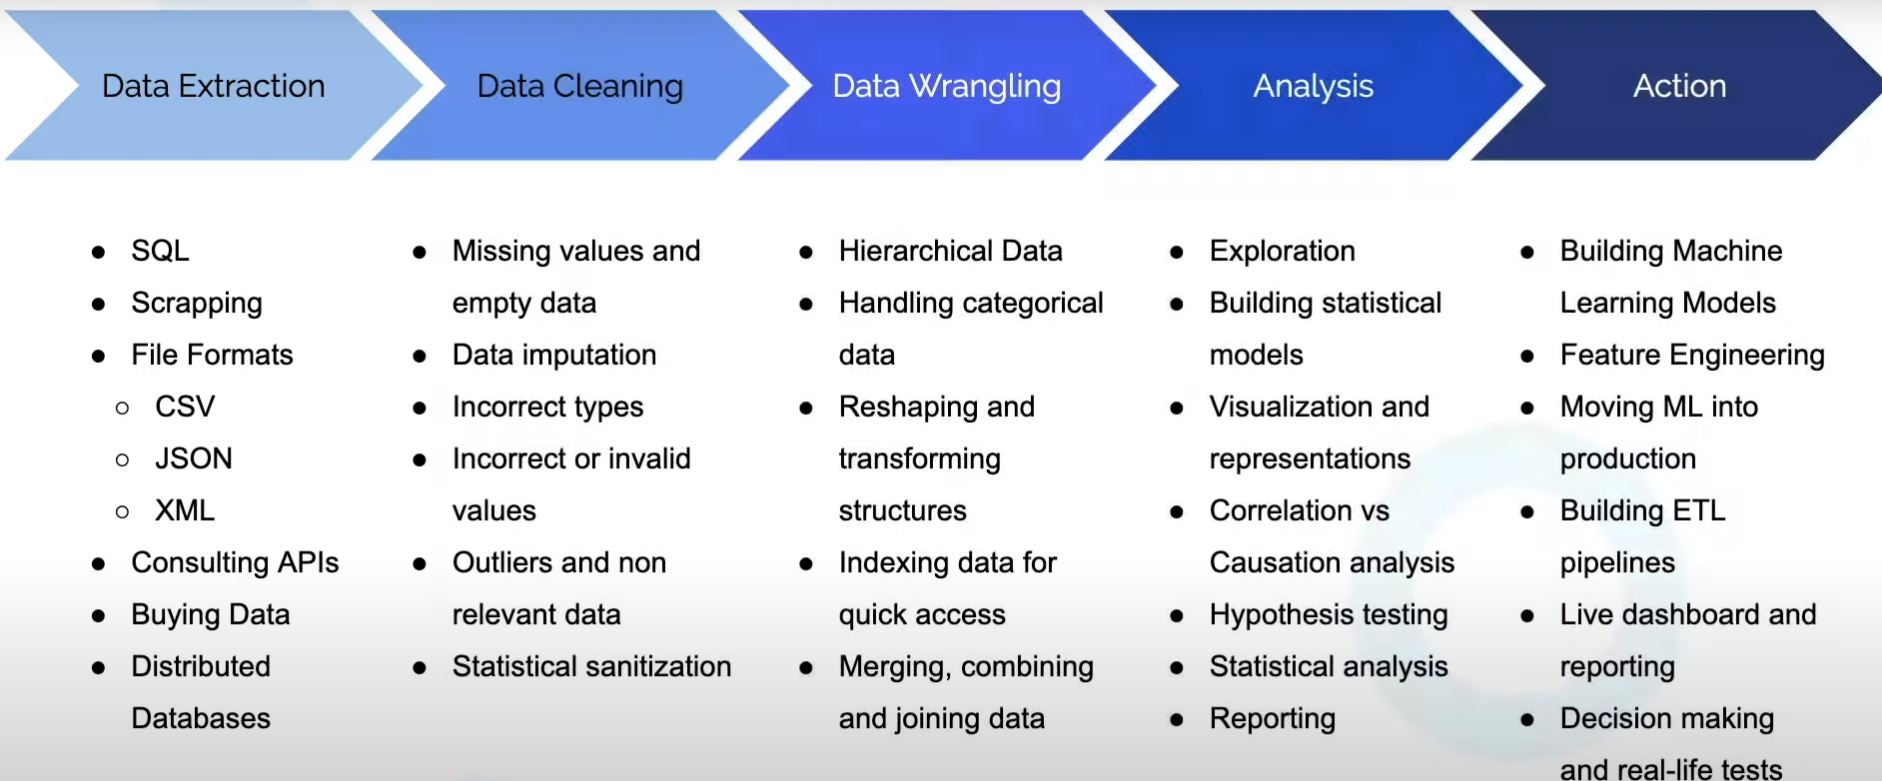 Data Extraction
Data Cleaning
Data Wrangling
Analysis
Action
● SQL
● Scrapping
● File Formats
○ CSV
○ JSON
○ XML
● Consulting APIs
● Buying Data
● Distributed
Databases
● Missing values and
empty data
● Data imputation
● Incorrect types
● Incorrect or invalid
values
● Outliers and non
relevant data
● Statistical sanitization
● Hierarchical Data
● Handling categorical
data
● Reshaping and
transforming
structures
● Indexing data for
quick access
● Merging, combining
and joining data
● Exploration
● Building statistical
models
● Visualization and
representations
● Correlation vs
Causation analysis
● Hypothesis testing
● Statistical analysis
● Reporting
● Building Machine
Learning Models
● Feature Engineering
● Moving ML into
production
● Building ETL
pipelines
● Live dashboard and
reporting
● Decision making
and real-life tests